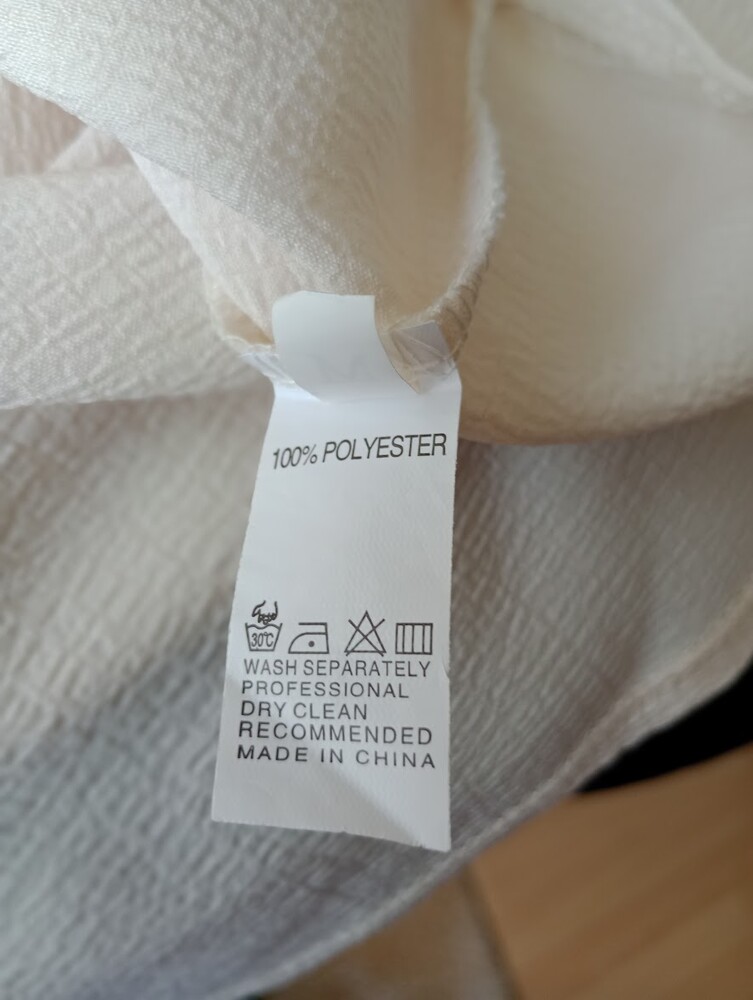 100% POLYESTER
30℃
WASH SEPARATELY
PROFESSIONAL
DRY CLEAN
RECOMMENDED
MADE IN CHINA